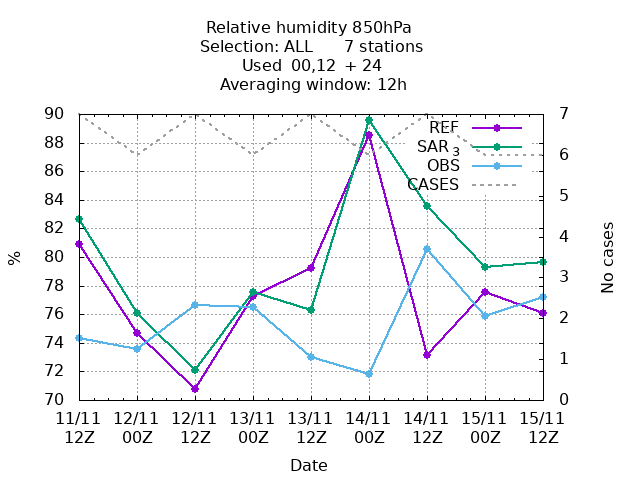 Relative humidity 850hPa
Selection: ALL 7 stations
Used 00,12 + 24
Averaging window: 12h
90 7
88 REF
SAR 3
86 OBS 6
84 CASES
82 5
80 4
78 3
76 2
74 1
72
70 0
%
No cases
11/11 12/11 12/11 13/11 13/11 14/11 14/11 15/11 15/11
12Z 00Z 12Z 00Z 12Z 00Z 12Z 00Z 12Z
Date